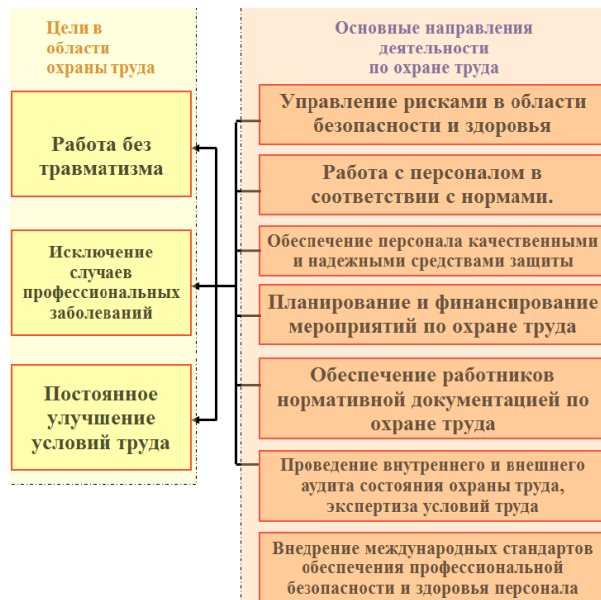 Цели в
области
охраны труда
Работа без
травматизма
Исключение
случаев
профессиональных
заболеваний
Постоянное
улучшение
условий труда
Основные направления
деятельности
по охране труда
Управление рисками в области
безопасности и здоровья
Работа с персоналом в
соответствии с нормами.
Обеспечение персонала качественными
и надежными средствами защиты
Планирование и финансирование
мероприятий по охране труда
Обеспечение работников
нормативной документацией по
охране труда
Проведение внутреннего и внешнего
аудита состояния охраны труда,
экспертиза условий труда
Внедрение международных стандартов
обеспечения профессиональной
безопасности и здоровья персонала